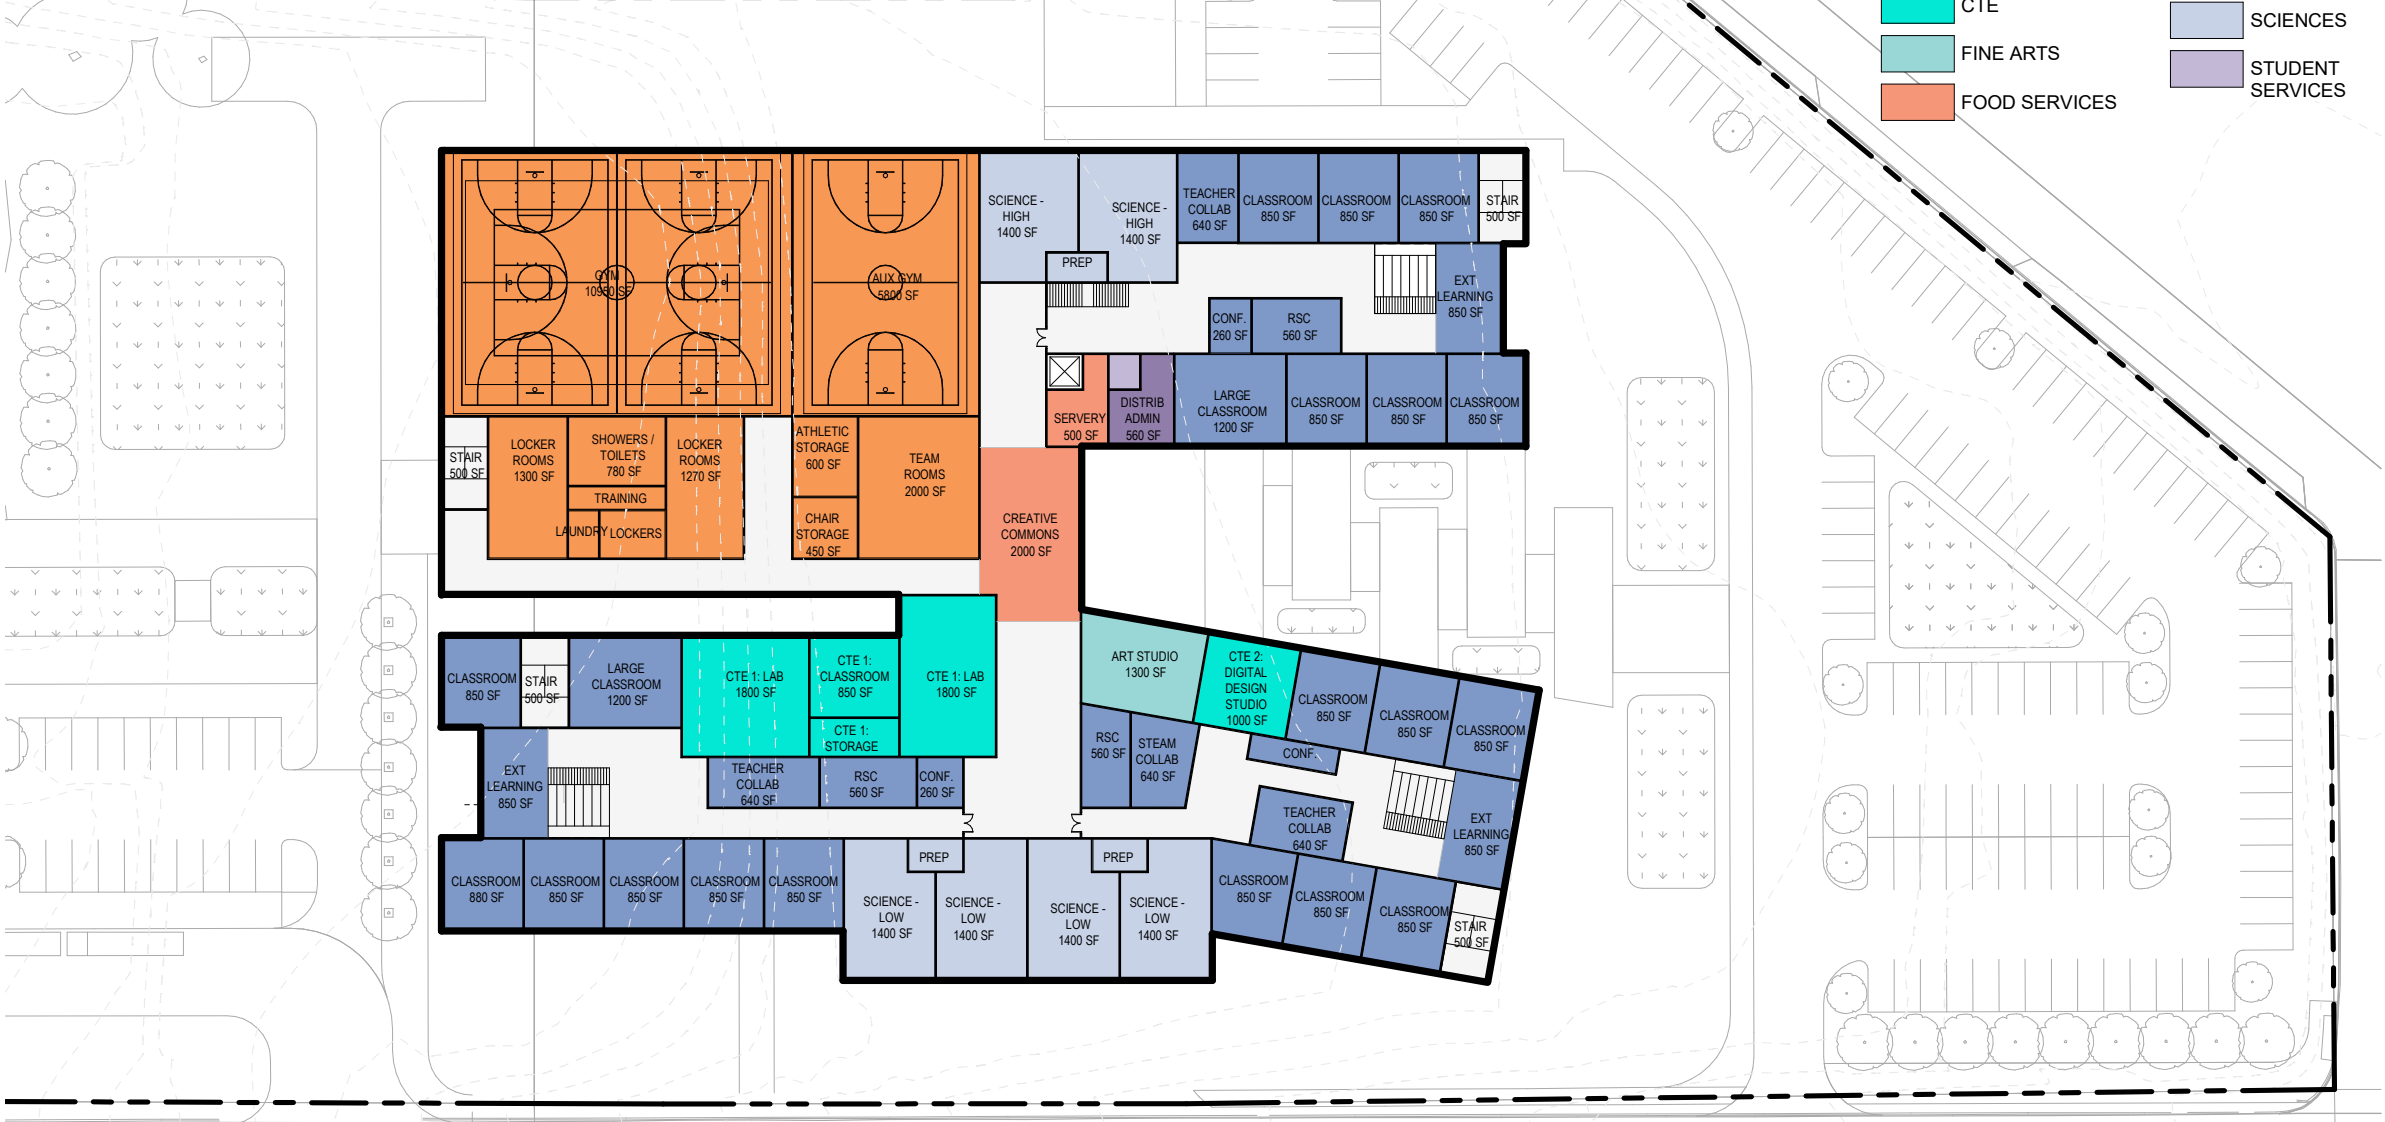 CTE
FINE ARTS
FOOD SERVICES
SCIENCES
STUDENT
SERVICES
GYM
10950 SF
AUX GYM
5800 SF
SCIENCE -
HIGH
1400 SF
SCIENCE -
HIGH
1400 SF
PREP
TEACHER
COLLAB
640 SF
CLASSROOM
850 SF
CLASSROOM
850 SF
CLASSROOM
850 SF
STAIR
500 SF
EXT
LEARNING
850 SF
CONF.
260 SF
RSC
560 SF
SERVERY
500 SF
DISTRIB
ADMIN
560 SF
LARGE
CLASSROOM
1200 SF
CLASSROOM
850 SF
CLASSROOM
850 SF
CLASSROOM
850 SF
STAIR
500 SF
LOCKER
ROOMS
1300 SF
SHOWERS /
TOILETS
780 SF
TRAINING
LAUNDRY
LOCKERS
LOCKER
ROOMS
1270 SF
ATHLETIC
STORAGE
600 SF
CHAIR
STORAGE
450 SF
TEAM
ROOMS
2000 SF
CREATIVE
COMMONS
2000 SF
CLASSROOM
850 SF
STAIR
500 SF
LARGE
CLASSROOM
1200 SF
CTE 1: LAB
1800 SF
CTE 1:
CLASSROOM
850 SF
CTE 1:
STORAGE
CTE 1: LAB
1800 SF
EXT
LEARNING
850 SF
TEACHER
COLLAB
640 SF
RSC
560 SF
CONF.
260 SF
CLASSROOM
880 SF
CLASSROOM
850 SF
CLASSROOM
850 SF
CLASSROOM
850 SF
CLASSROOM
850 SF
PREP
SCIENCE -
LOW
1400 SF
SCIENCE -
LOW
1400 SF
PREP
SCIENCE -
LOW
1400 SF
SCIENCE -
LOW
1400 SF
ART STUDIO
1300 SF
CTE 2:
DIGITAL
DESIGN
STUDIO
1000 SF
CLASSROOM
850 SF
CLASSROOM
850 SF
CLASSROOM
850 SF
RSC
560 SF
STEAM
COLLAB
640 SF
CONF.
TEACHER
COLLAB
640 SF
EXT
LEARNING
850 SF
CLASSROOM
850 SF
CLASSROOM
850 SF
CLASSROOM
850 SF
STAIR
500 SF